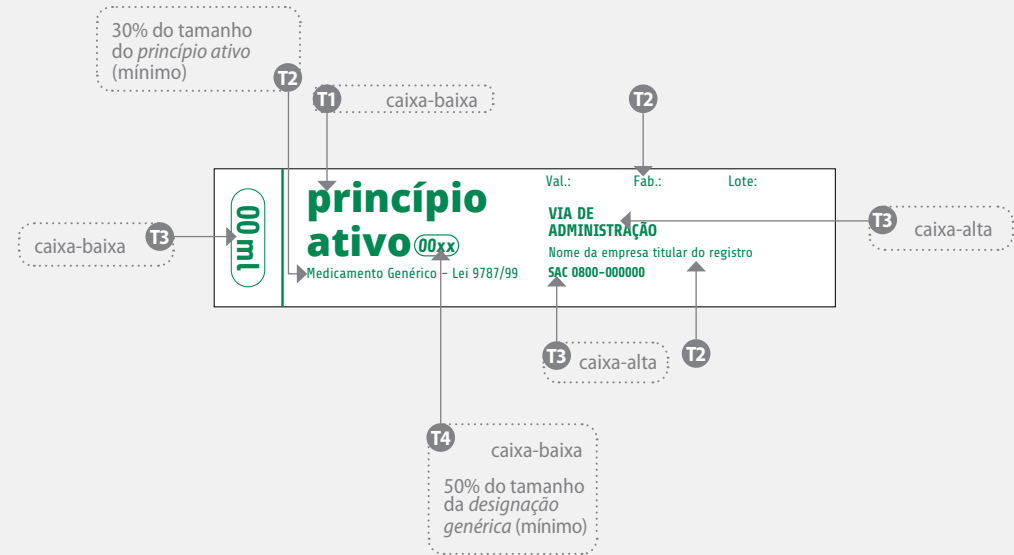 30% do tamanho
do princípio ativo
(mínimo)
T2
T1
caixa-baixa
T2
Val.:
Fab.:
Lote:
princípio
ativo
00xx
Medicamento Genérico - Lei 9787/99
00 ml
VIA DE
ADMINISTRAÇÃO
Nome da empresa titular do registro
SAC 0800-000000
caixa-baixa
T3
T3
caixa-alta
T3
caixa-alta
T2
T4
caixa-baixa
50% do tamanho
da designação
genérica (mínimo)